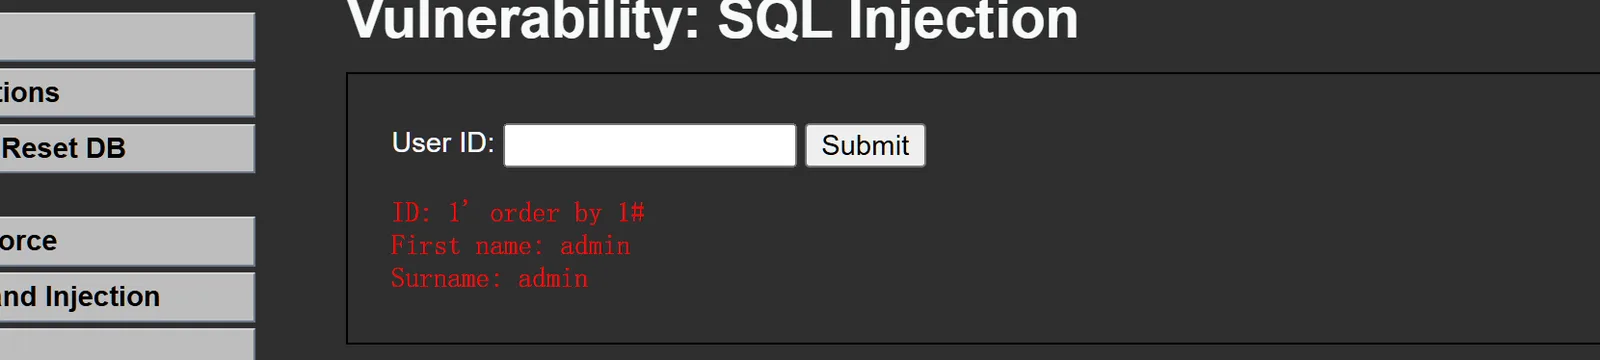 Vulnerability: SQL Injection
tions
Reset DB
orce
nd Injection
User ID:
Submit
ID: 1' order by 1#
First name: admin
Surname: admin